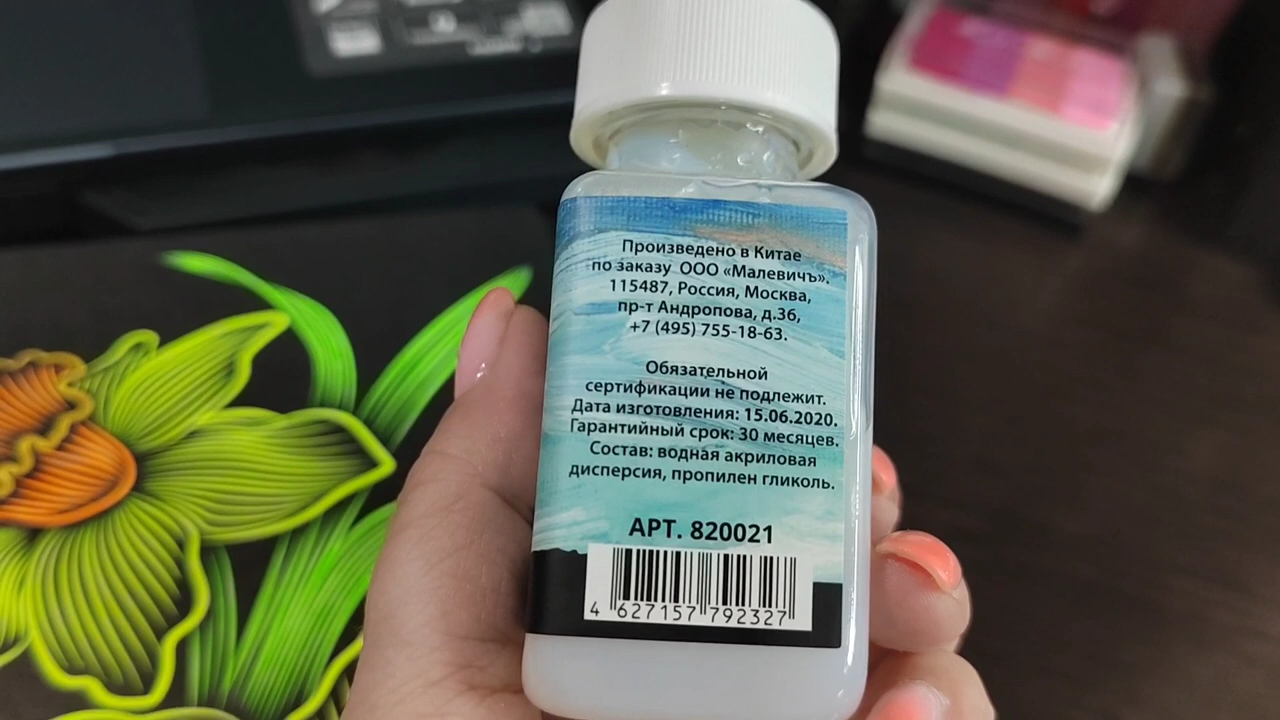 Произведено в Китае
по заказу ООО «Малевичъ».
115487, Россия, Москва,
пр-т Андропова, д.36,
+7 (495) 755-18-63.
Обязательной
сертификации не подлежит.
Дата изготовления: 15.06.2020.
Гарантийный срок: 30 месяцев.
Состав: водная акриловая
дисперсия, пропилен гликоль.
АРТ. 820021
4 627157 792327